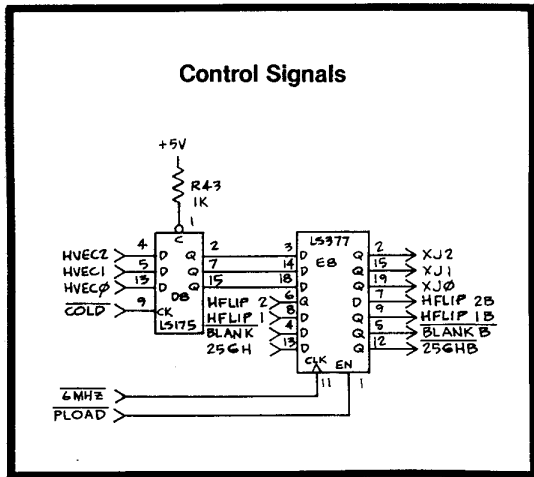 Control Signals
+5V
R43
1K
1
C
4 2 3 LS377 2
HVEC2 D Q D E8 Q XJ2
5 7 14 15
HVEC1 D Q D Q XJ1
13 15 18 19
HVECØ D Q D Q XJØ
D8
9 HFLIP 2 6 Q D 7 HFLIP 2B
COLD CK
LS175 HFLIP 1 8 D Q 9 HFLIP 1B
BLANK 4 D Q 5 BLANK B
256H 13 D Q 12 256HB
CLK EN
6MHZ 11 1
PLOAD